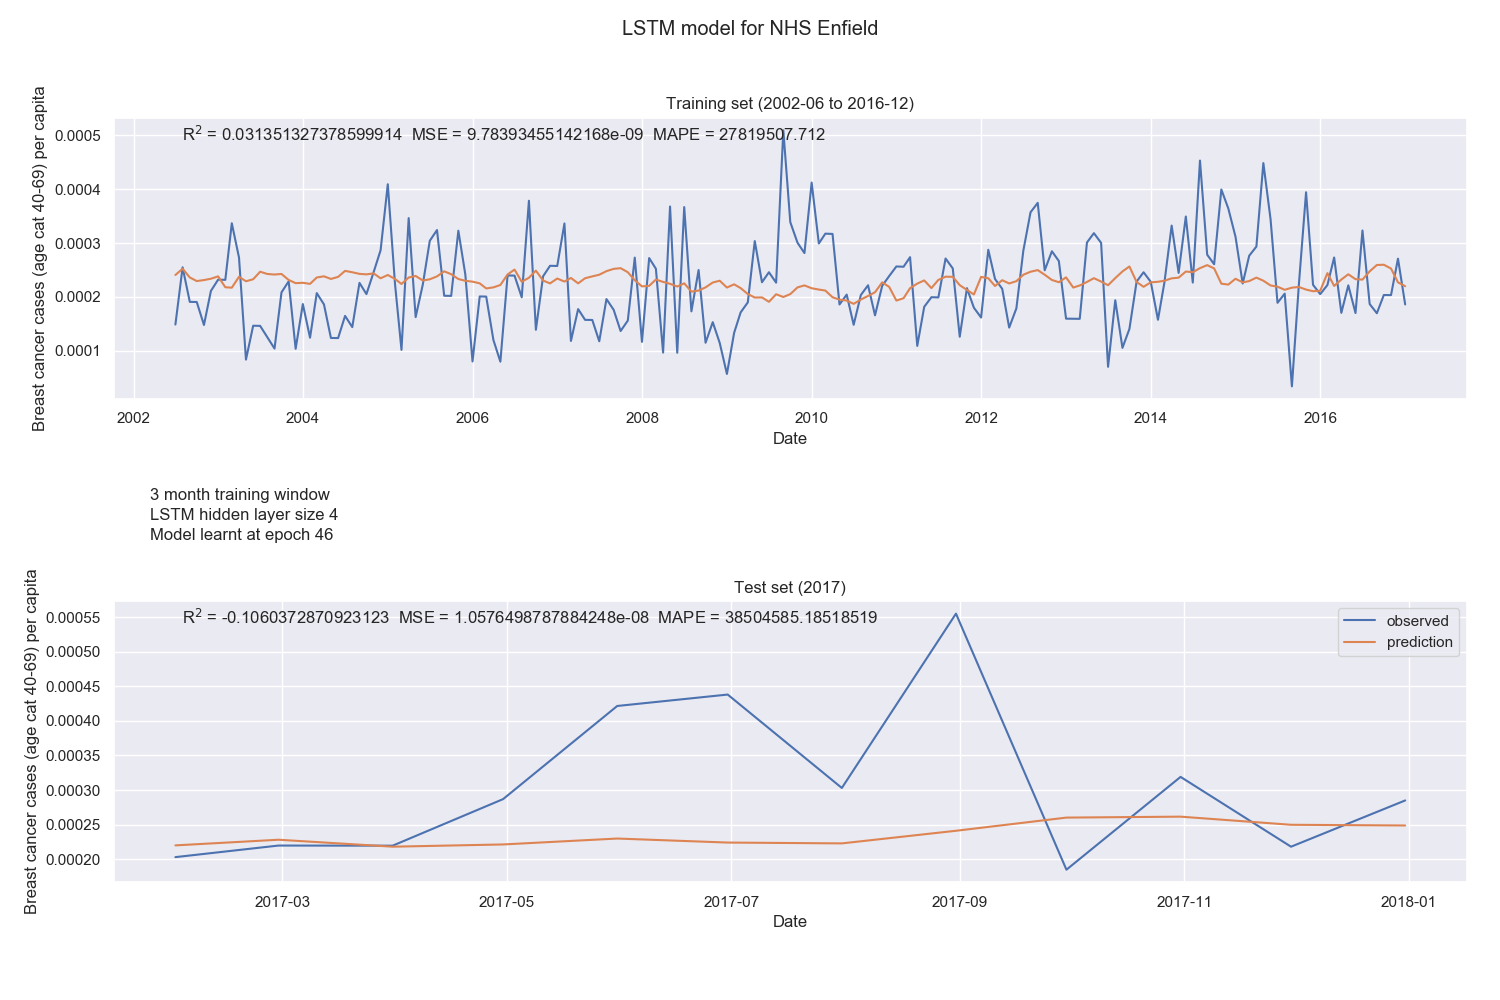 LSTM model for NHS Enfield
Training set (2002-06 to 2016-12)
R² = 0.031351327378599914 MSE = 9.78393455142168e-09 MAPE = 27819507.712
Breast cancer cases (age cat 40-69) per capita
0.0005
0.0004
0.0003
0.0002
0.0001
2002 2004 2006 2008 2010 2012 2014 2016
Date
3 month training window
LSTM hidden layer size 4
Model learnt at epoch 46
Test set (2017)
R² = -0.1060372870923123 MSE = 1.0576498787884248e-08 MAPE = 38504585.18518519
observed
prediction
Breast cancer cases (age cat 40-69) per capita
0.00055
0.00050
0.00045
0.00040
0.00035
0.00030
0.00025
0.00020
2017-03 2017-05 2017-07 2017-09 2017-11 2018-01
Date